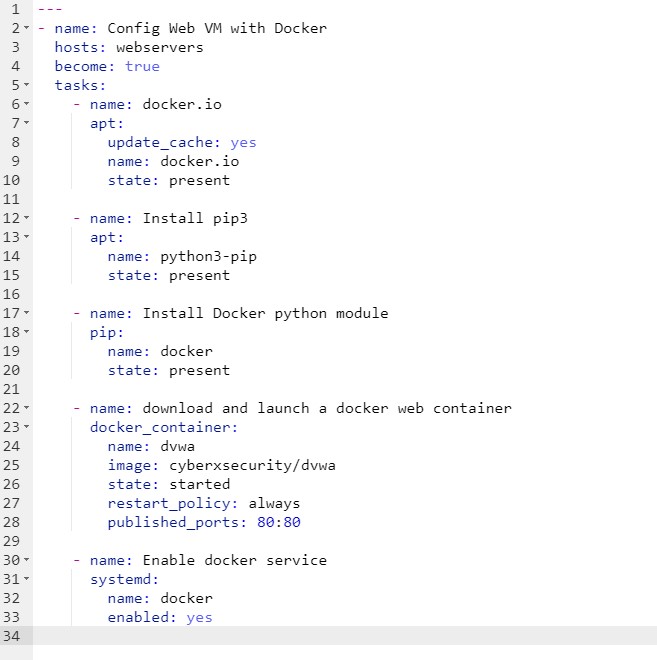 1 ---
2 - name: Config Web VM with Docker
3   hosts: webservers
4   become: true
5   tasks:
6     - name: docker.io
7       apt:
8         update_cache: yes
9         name: docker.io
10         state: present
11
12     - name: Install pip3
13       apt:
14         name: python3-pip
15         state: present
16
17     - name: Install Docker python module
18       pip:
19         name: docker
20         state: present
21
22     - name: download and launch a docker web container
23       docker_container:
24         name: dvwa
25         image: cyberxsecurity/dvwa
26         state: started
27         restart_policy: always
28         published_ports: 80:80
29
30     - name: Enable docker service
31       systemd:
32         name: docker
33         enabled: yes
34